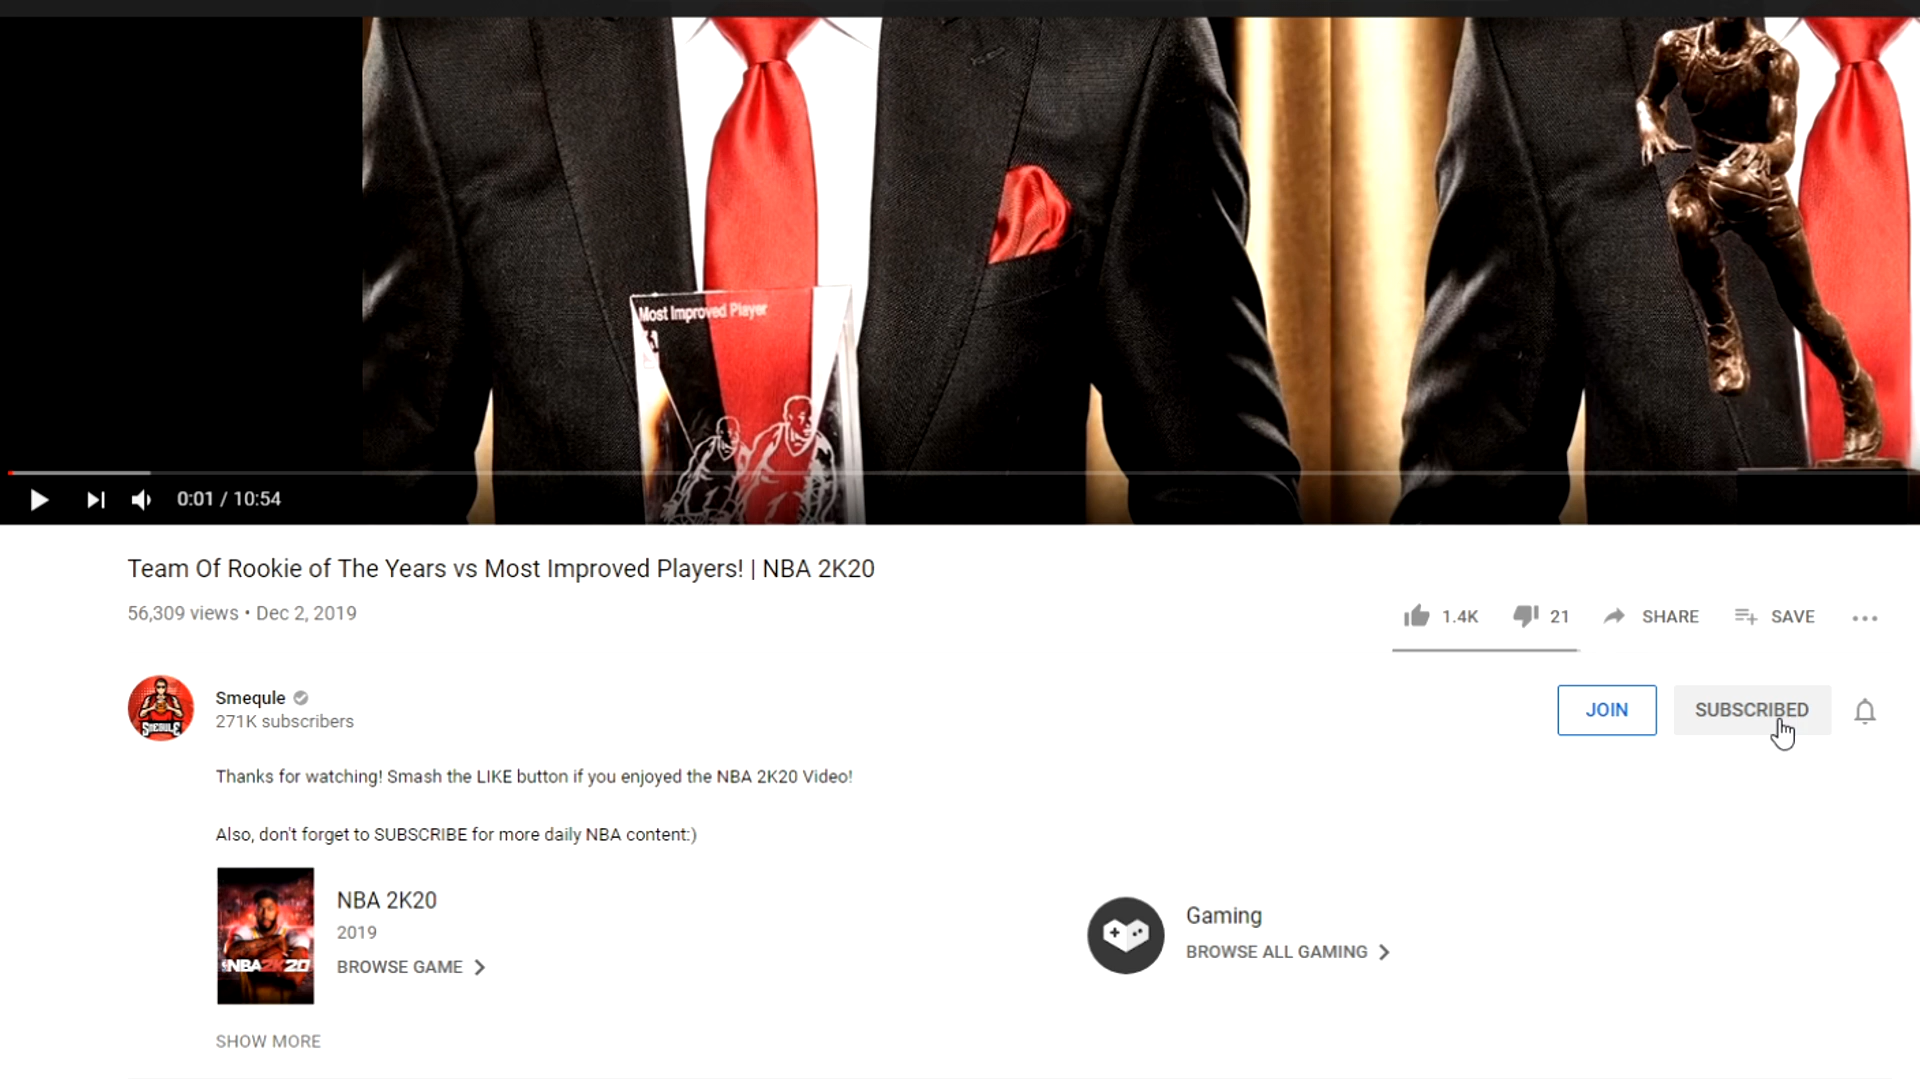 Most Improved Player
0:01 / 10:54
Team Of Rookie of The Years vs Most Improved Players! | NBA 2K20
56,309 views • Dec 2, 2019
1.4K
21
SHARE
SAVE
SMEQULE
Smequle
271K subscribers
JOIN
SUBSCRIBED
Thanks for watching! Smash the LIKE button if you enjoyed the NBA 2K20 Video!
Also, don't forget to SUBSCRIBE for more daily NBA content:)
NBA 2K20
NBA 2K20
2019
BROWSE GAME
Gaming
BROWSE ALL GAMING
SHOW MORE